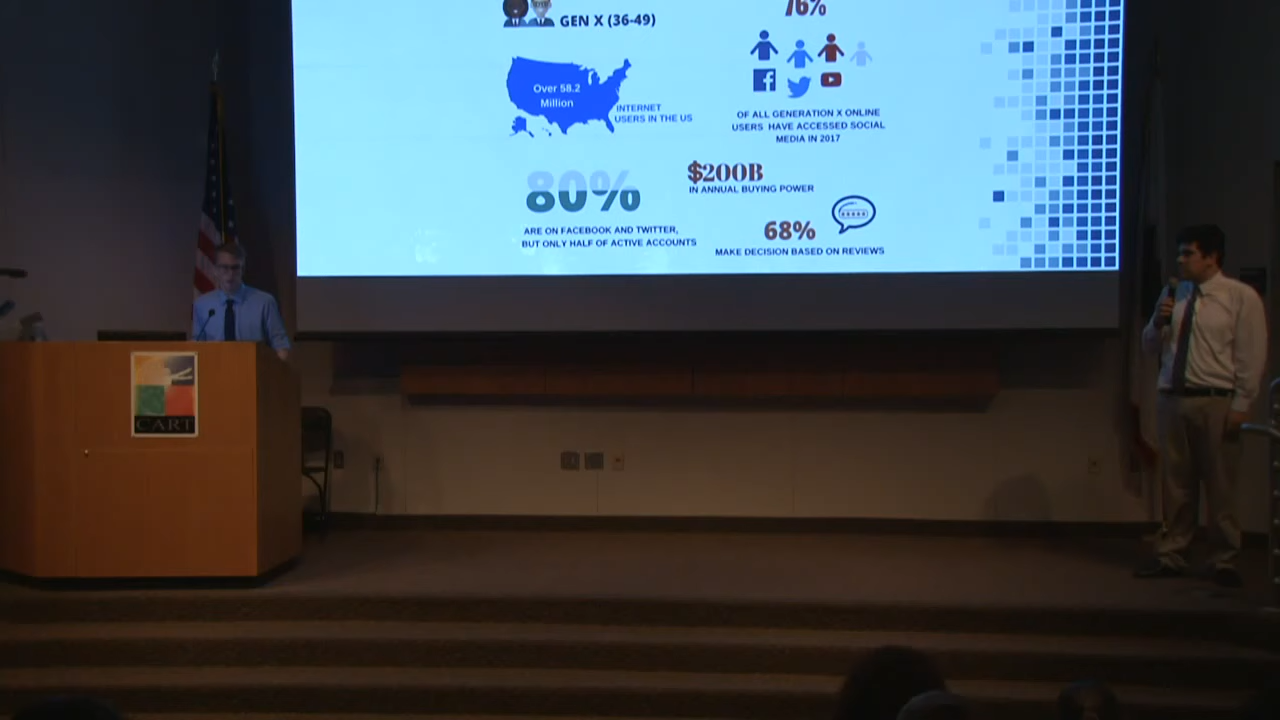 GEN X (36-49)
76%
Over 58.2
Million
INTERNET
USERS IN THE US
OF ALL GENERATION X ONLINE
USERS HAVE ACCESSED SOCIAL
MEDIA IN 2017
80%
ARE ON FACEBOOK AND TWITTER,
BUT ONLY HALF OF ACTIVE ACCOUNTS
$200B
IN ANNUAL BUYING POWER
68%
MAKE DECISION BASED ON REVIEWS
CART